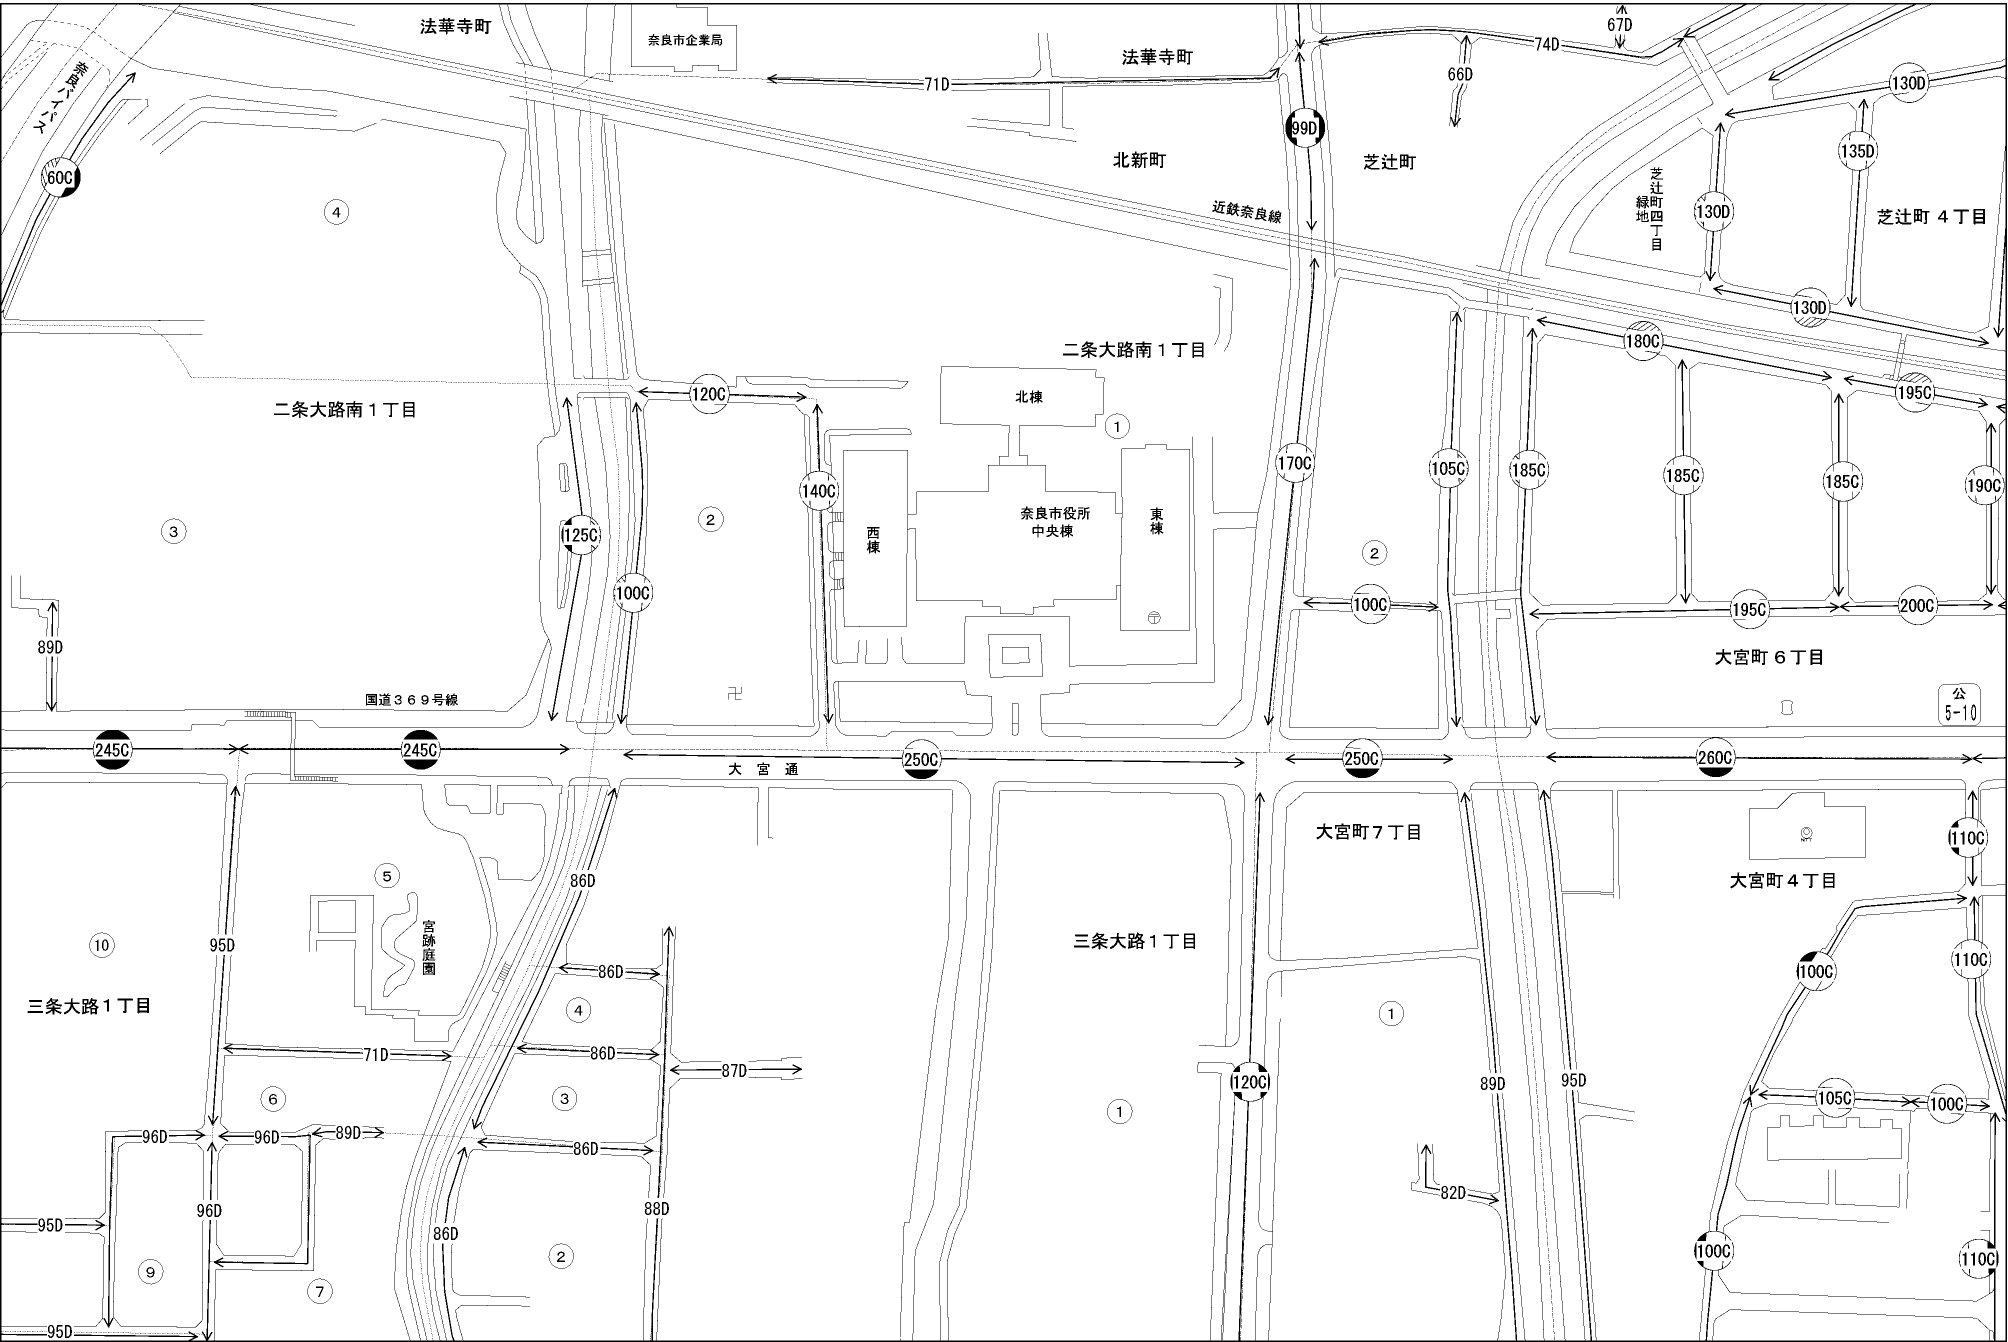 法華寺町
奈良市企業局
67D
74D
法華寺町
66D
71D
奈良バイパス
130D
99D
135D
北新町
芝辻町
60C
芝辻町四丁目
緑地
近鉄奈良線
130D
芝辻町４丁目
④
130D
二条大路南１丁目
180C
120C
195C
北棟
二条大路南１丁目
①
170C
105C
185C
185C
185C
190C
140C
奈良市役所
中央棟
東棟
西棟
②
③
125C
②
100C
100C
195C
200C
89D
大宮町６丁目
国道３６９号線
公
5-10
245C
245C
250C
250C
260C
大宮通
大宮町７丁目
110C
⑤
86D
大宮町４丁目
宮跡庭園
⑩
95D
三条大路１丁目
110C
86D
100C
三条大路１丁目
④
①
71D
86D
87D
120C
89D
95D
⑥
③
①
105C
100C
96D
96D
89D
86D
82D
95D
96D
86D
88D
⑨
②
100C
110C
⑦
95D